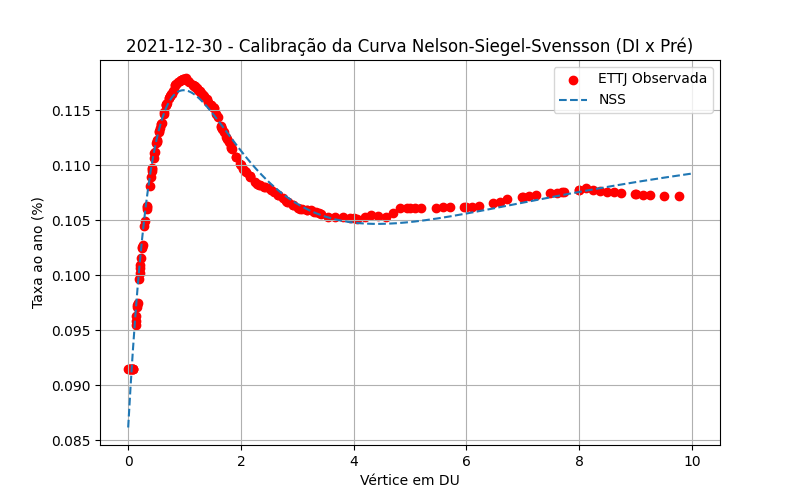 2021-12-30 - Calibração da Curva Nelson-Siegel-Svensson (DI x Pré)
ETTJ Observada
NSS
0.115
0.110
0.105
0.100
0.095
0.090
0.085
Taxa ao ano (%)
0 2 4 6 8 10
Vértice em DU